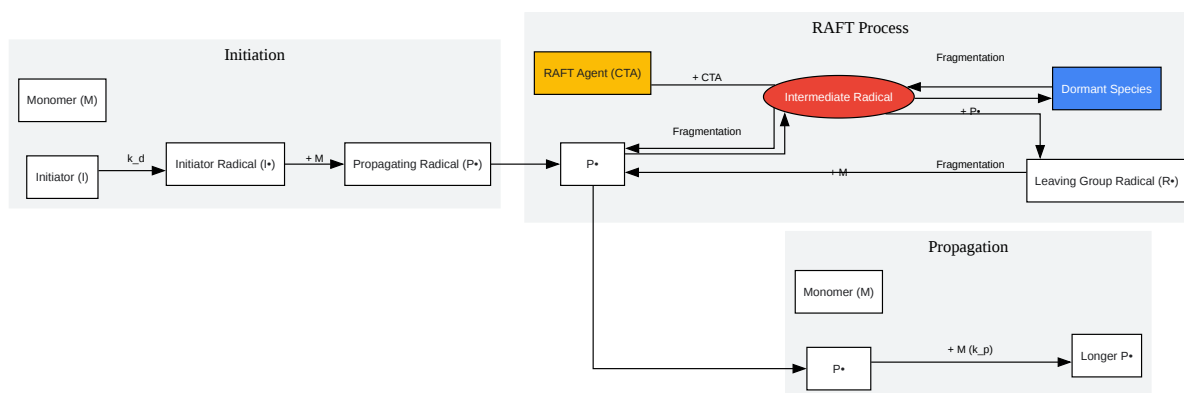 RAFT Process
Initiation
RAFT Agent (CTA)
+ CTA
Intermediate Radical
Fragmentation
Dormant Species
Monomer (M)
+ P•
Fragmentation
Initiator (I)
k_d
Initiator Radical (I•)
+ M
Propagating Radical (P•)
P•
Fragmentation
+ M
Leaving Group Radical (R•)
Propagation
Monomer (M)
P•
+ M (k_p)
Longer P•